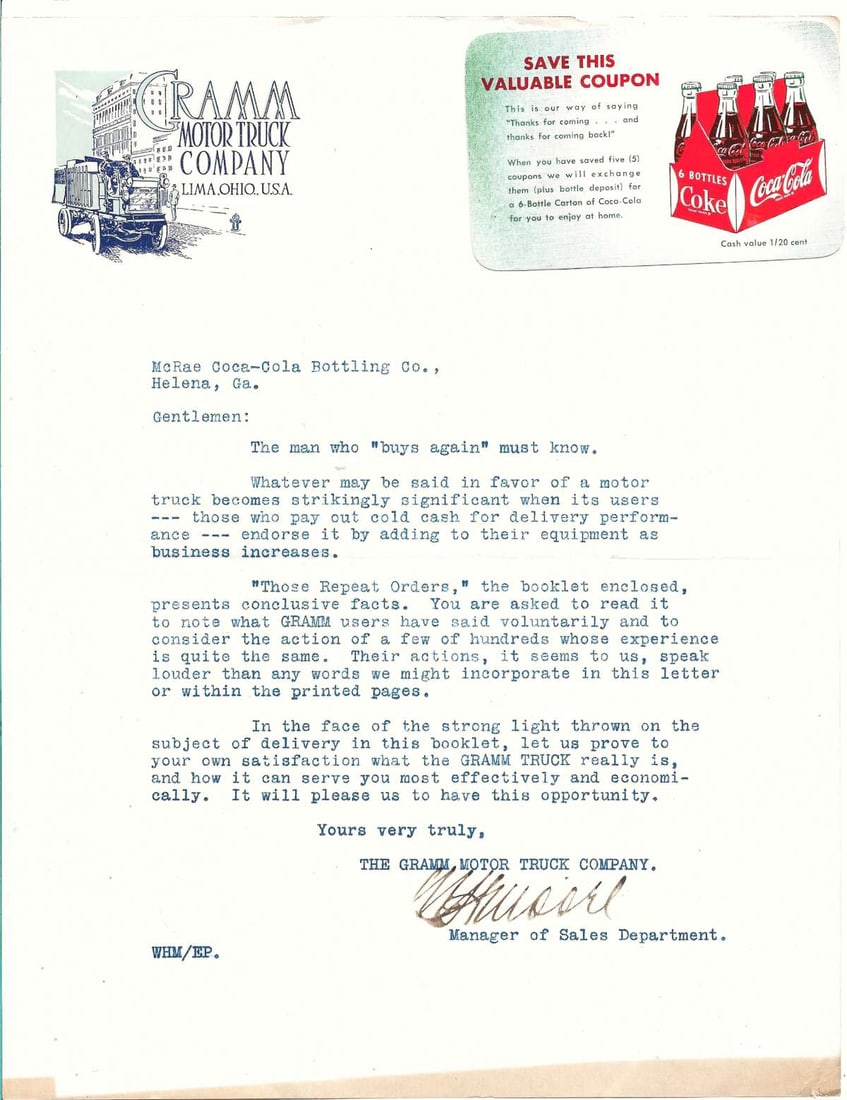 GRAMM
MOTOR TRUCK
COMPANY
LIMA, OHIO, U.S.A.
SAVE THIS
VALUABLE COUPON
This is our way of saying
"Thanks for coming . . . and
thanks for coming back!"
When you have saved five (5)
coupons we will exchange
them (plus bottle deposit) for
a 6-Bottle Carton of Coca-Cola
for you to enjoy at home.
6 BOTTLES
Coke
Coca-Cola
Cash value 1/20 cent
McRae Coca-Cola Bottling Co.,
Helena, Ga.
Gentlemen:
The man who "buys again" must know.
Whatever may be said in favor of a motor
truck becomes strikingly significant when its users
--- those who pay out cold cash for delivery perform-
ance --- endorse it by adding to their equipment as
business increases.
"Those Repeat Orders," the booklet enclosed,
presents conclusive facts. You are asked to read it
to note what GRAMM users have said voluntarily and to
consider the action of a few of hundreds whose experience
is quite the same. Their actions, it seems to us, speak
louder than any words we might incorporate in this letter
or within the printed pages.
In the face of the strong light thrown on the
subject of delivery in this booklet, let us prove to
your own satisfaction what the GRAMM TRUCK really is,
and how it can serve you most effectively and economi-
cally. It will please us to have this opportunity.
Yours very truly,
THE GRAMM MOTOR TRUCK COMPANY.
WHMoore
Manager of Sales Department.
WHM/EP.